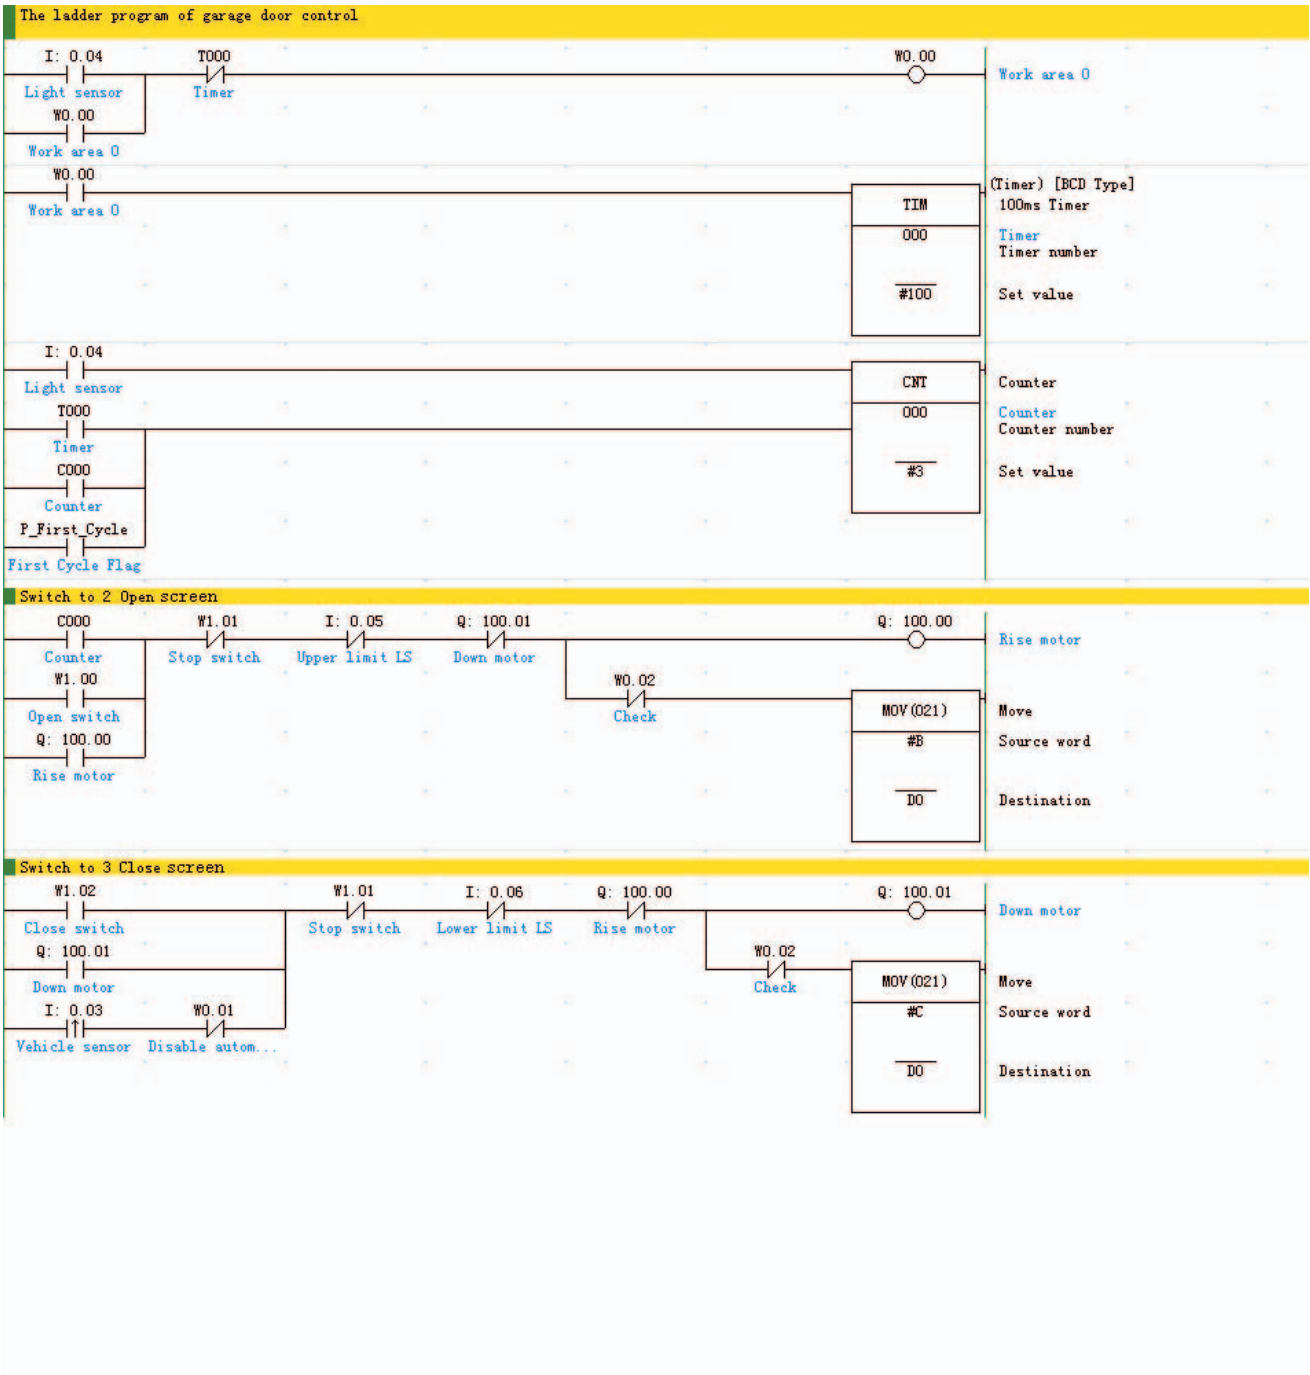 The ladder program of garage door control
I: 0.04 T000 W0.00
Light sensor Timer Work area 0
W0.00
Work area 0
W0.00
Work area 0
(Timer) [BCD Type]
TIM 100ms Timer
000 Timer
Timer number
#100 Set value
I: 0.04
Light sensor
CNT Counter
T000 000 Counter
Timer Counter number
C000 #3 Set value
Counter
P_First_Cycle
First Cycle Flag
Switch to 2 Open screen
C000 W1.01 I: 0.05 Q: 100.01 Q: 100.00
Rise motor
Counter Stop switch Upper limit LS Down motor
W1.00 W0.02
Open switch Check MOV(021) Move
Q: 100.00 #B Source word
Rise motor
D0 Destination
Switch to 3 Close screen
W1.02 W1.01 I: 0.06 Q: 100.00 Q: 100.01
Down motor
Close switch Stop switch Lower limit LS Rise motor
Q: 100.01 W0.02
Down motor Check MOV(021) Move
I: 0.03 W0.01 #C Source word
Vehicle sensor Disable autom...
D0 Destination